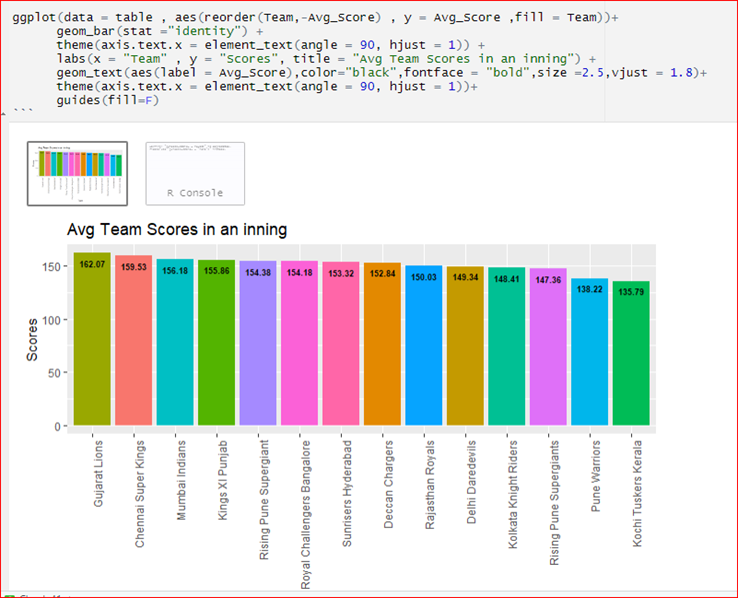 ggplot(data = table , aes(reorder(Team,-Avg_Score) , y = Avg_Score ,fill = Team))+
geom_bar(stat ="identity") +
theme(axis.text.x = element_text(angle = 90, hjust = 1)) +
labs(x = "Team" , y = "Scores", title = "Avg Team Scores in an inning") +
geom_text(aes(label = Avg_Score),color="black",fontface = "bold",size =2.5,vjust = 1.8)+
theme(axis.text.x = element_text(angle = 90, hjust = 1))+
guides(fill=F)
```
R Console
Avg Team Scores in an inning
Scores
150
100
50
0
162.07
159.53
156.18
155.86
154.38
154.18
153.32
152.84
150.03
149.34
148.41
147.36
138.22
135.79
Gujarat Lions
Chennai Super Kings
Mumbai Indians
Kings XI Punjab
Rising Pune Supergiant
Royal Challengers Bangalore
Sunrisers Hyderabad
Deccan Chargers
Rajasthan Royals
Delhi Daredevils
Kolkata Knight Riders
Rising Pune Supergiants
Pune Warriors
Kochi Tuskers Kerala